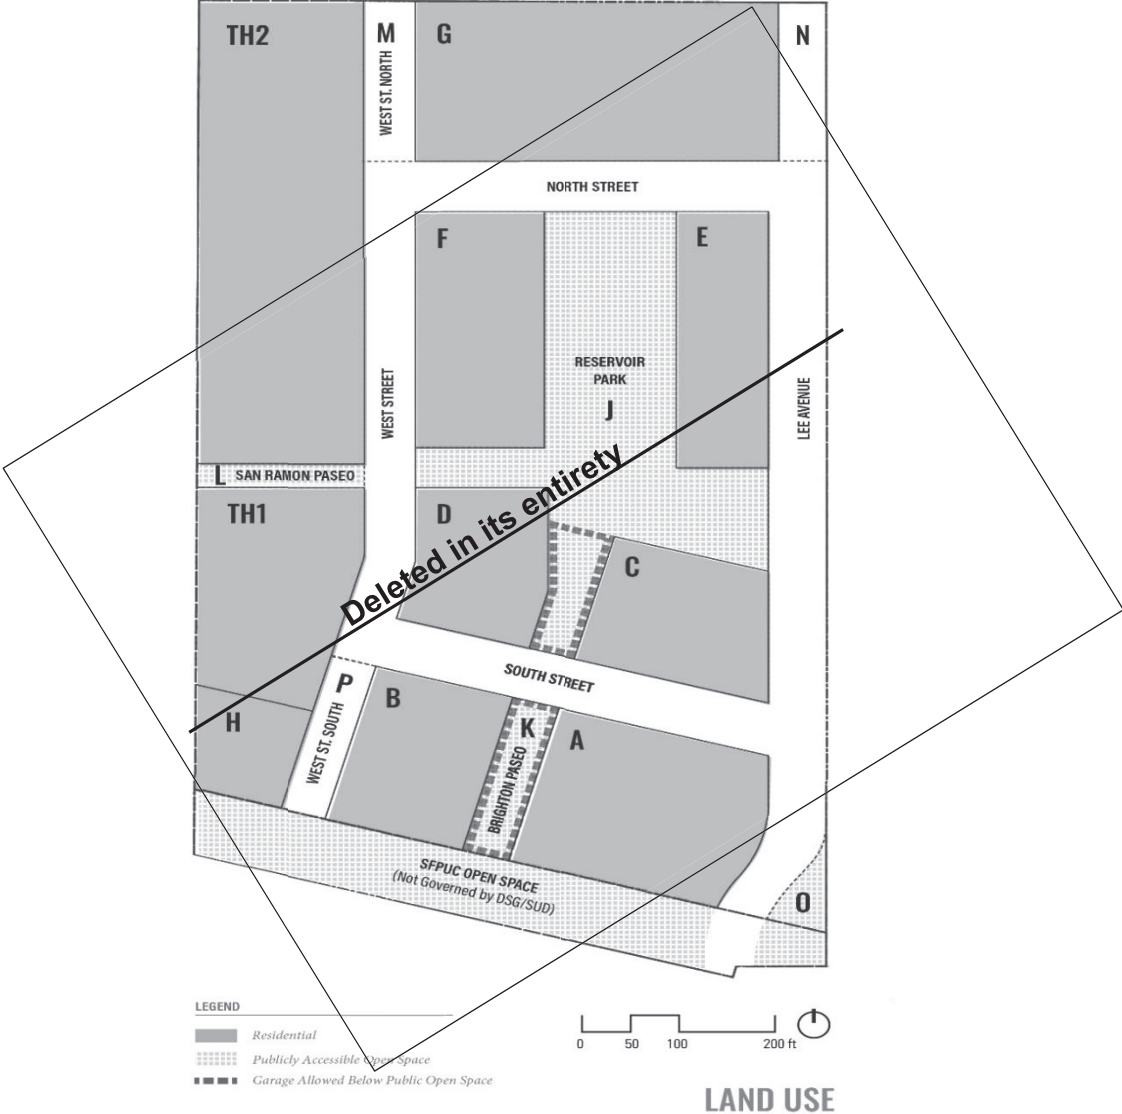 TH2
M
G
N
WEST ST. NORTH
NORTH STREET
F
E
RESERVOIR
PARK
J
WEST STREET
LEE AVENUE
L SAN RAMON PASEO
TH1
D
C
Deleted in its entirety
SOUTH STREET
P
B
H
K
A
WEST ST. SOUTH
BRIGHTON PASEO
SFPUC OPEN SPACE
(Not Governed by DSG/SUD)
O
LEGEND
Residential
Publicly Accessible Open Space
Garage Allowed Below Public Open Space
0 50 100 200 ft
LAND USE